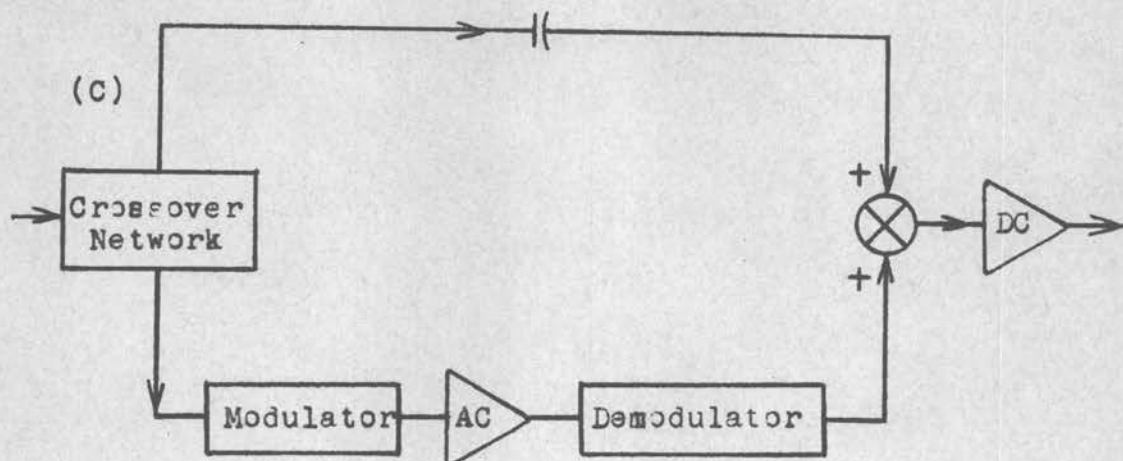 (C)
Crossover
Network
+
DC
+
Modulator
AC
Demodulator